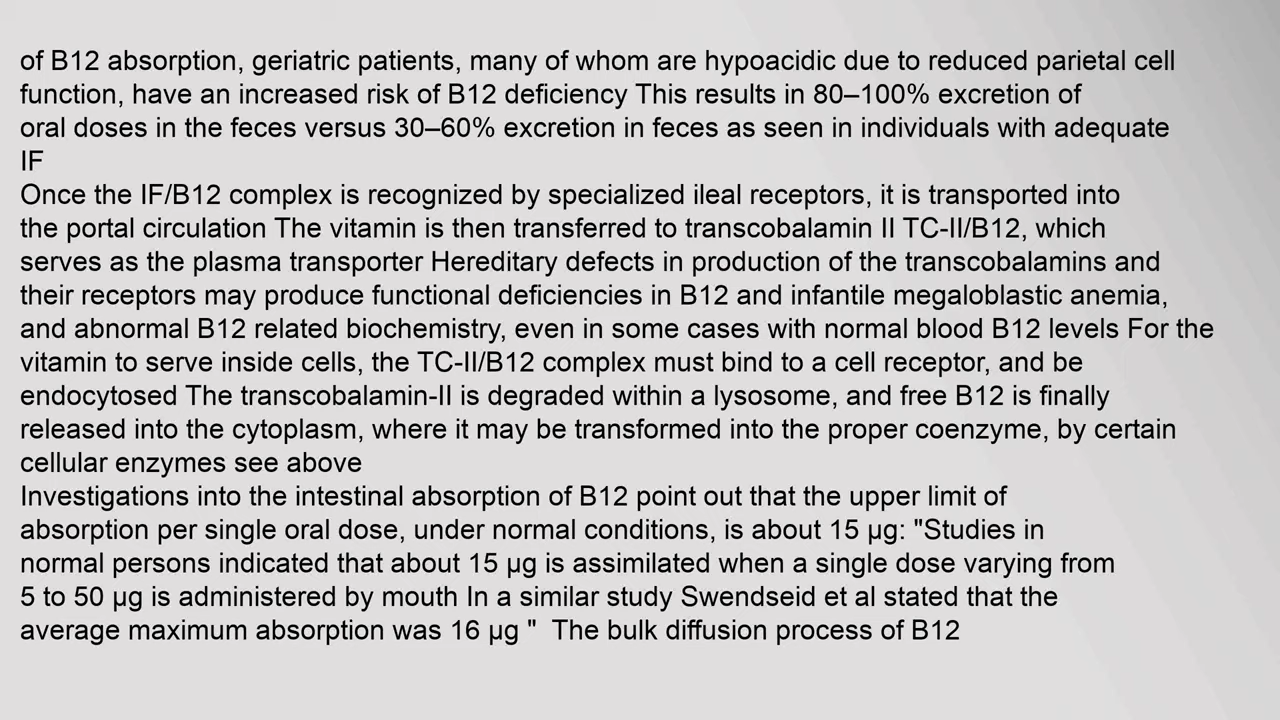 of B12 absorption, geriatric patients, many of whom are hypoacidic due to reduced parietal cell
function, have an increased risk of B12 deficiency This results in 80–100% excretion of
oral doses in the feces versus 30–60% excretion in feces as seen in individuals with adequate
IF
Once the IF/B12 complex is recognized by specialized ileal receptors, it is transported into
the portal circulation The vitamin is then transferred to transcobalamin II TC-II/B12, which
serves as the plasma transporter Hereditary defects in production of the transcobalamins and
their receptors may produce functional deficiencies in B12 and infantile megaloblastic anemia,
and abnormal B12 related biochemistry, even in some cases with normal blood B12 levels For the
vitamin to serve inside cells, the TC-II/B12 complex must bind to a cell receptor, and be
endocytosed The transcobalamin-II is degraded within a lysosome, and free B12 is finally
released into the cytoplasm, where it may be transformed into the proper coenzyme, by certain
cellular enzymes see above
Investigations into the intestinal absorption of B12 point out that the upper limit of
absorption per single oral dose, under normal conditions, is about 15 µg: "Studies in
normal persons indicated that about 15 µg is assimilated when a single dose varying from
5 to 50 µg is administered by mouth In a similar study Swendseid et al stated that the
average maximum absorption was 16 µg "  The bulk diffusion process of B12